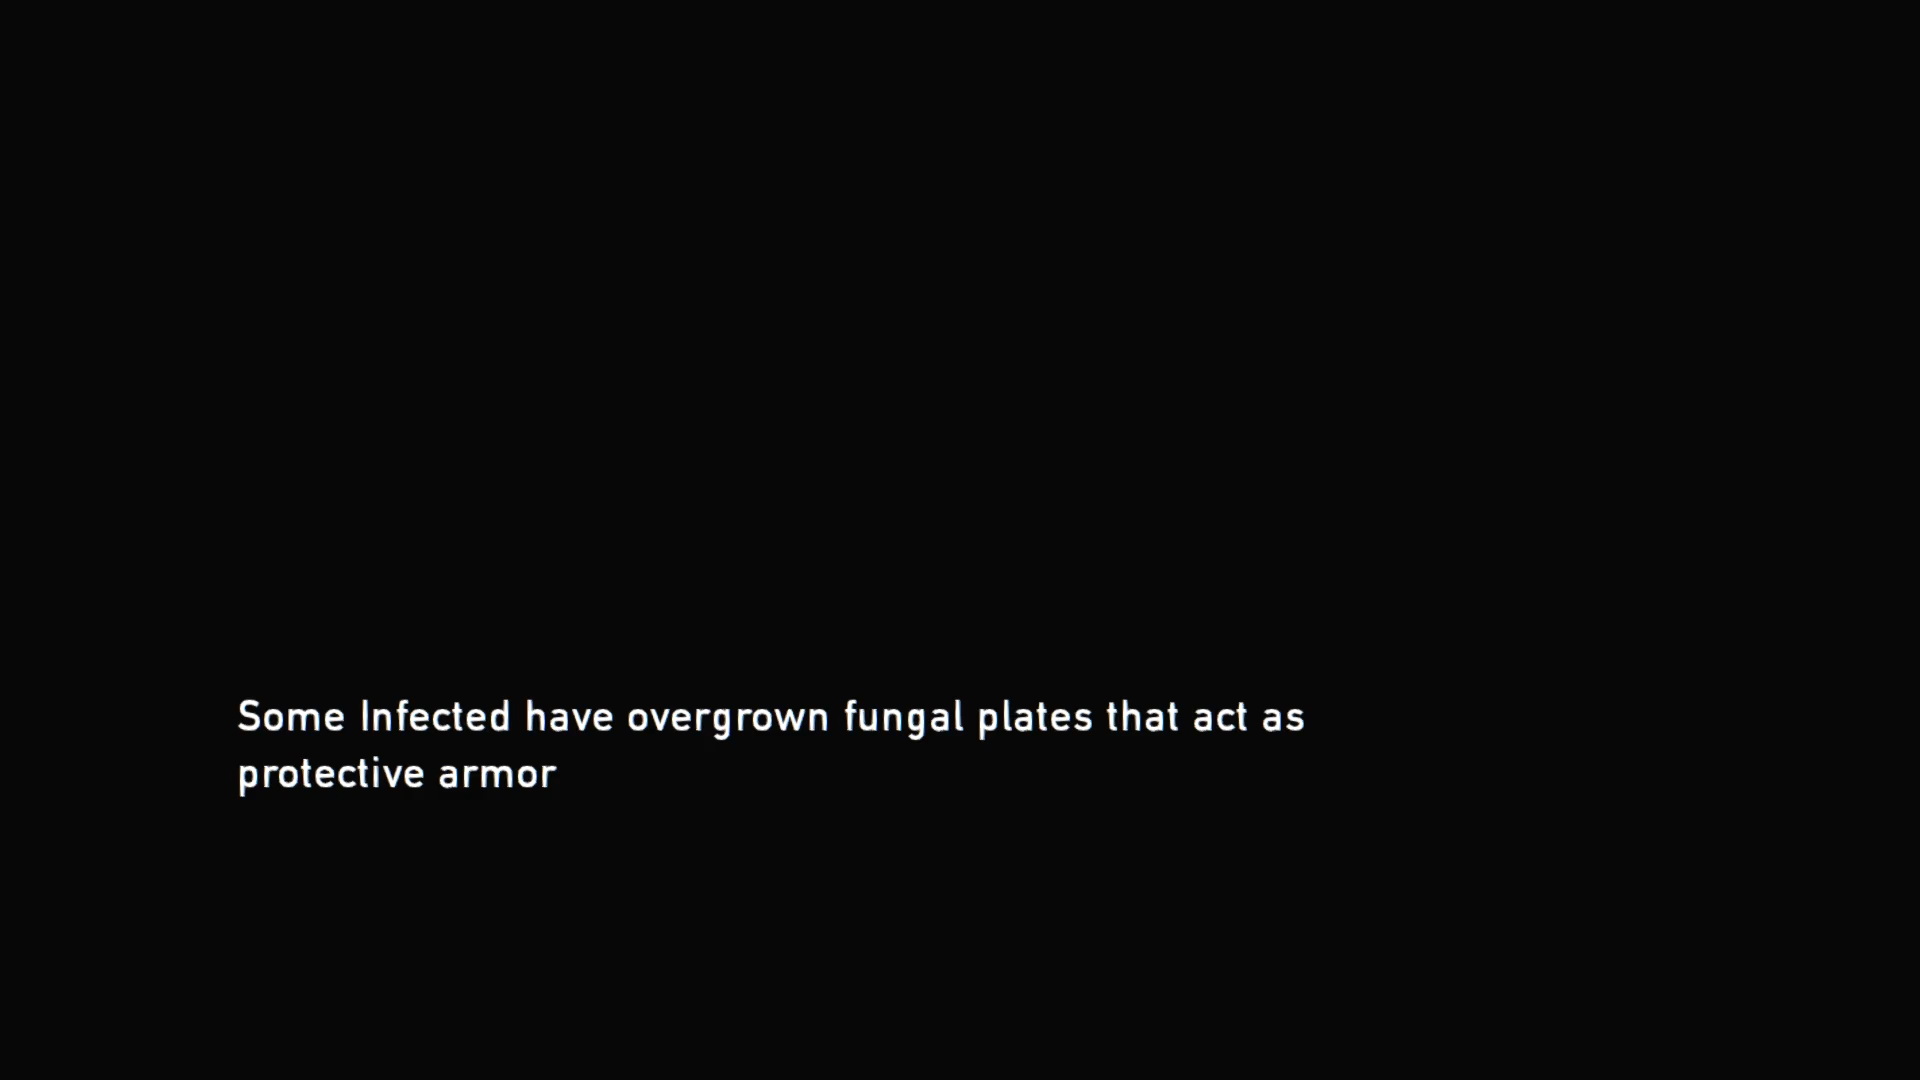 Some Infected have overgrown fungal plates that act as
protective armor